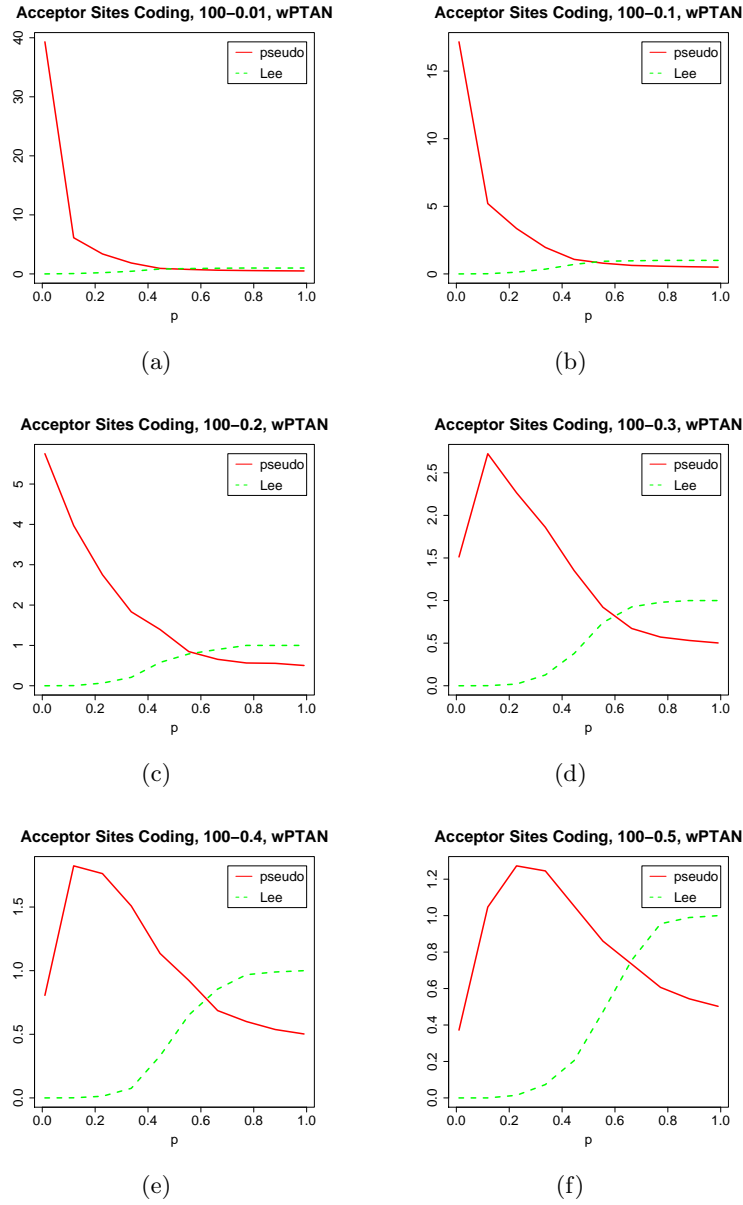 Acceptor Sites Coding, 100−0.01, wPTAN
pseudo
Lee
0
10
20
30
40
0.0 0.2 0.4 0.6 0.8 1.0
p
(a)
Acceptor Sites Coding, 100−0.1, wPTAN
pseudo
Lee
0
5
10
15
0.0 0.2 0.4 0.6 0.8 1.0
p
(b)
Acceptor Sites Coding, 100−0.2, wPTAN
pseudo
Lee
0
1
2
3
4
5
0.0 0.2 0.4 0.6 0.8 1.0
p
(c)
Acceptor Sites Coding, 100−0.3, wPTAN
pseudo
Lee
0.0
0.5
1.0
1.5
2.0
2.5
0.0 0.2 0.4 0.6 0.8 1.0
p
(d)
Acceptor Sites Coding, 100−0.4, wPTAN
pseudo
Lee
0.0
0.5
1.0
1.5
0.0 0.2 0.4 0.6 0.8 1.0
p
(e)
Acceptor Sites Coding, 100−0.5, wPTAN
pseudo
Lee
0.0
0.2
0.4
0.6
0.8
1.0
1.2
0.0 0.2 0.4 0.6 0.8 1.0
p
(f)